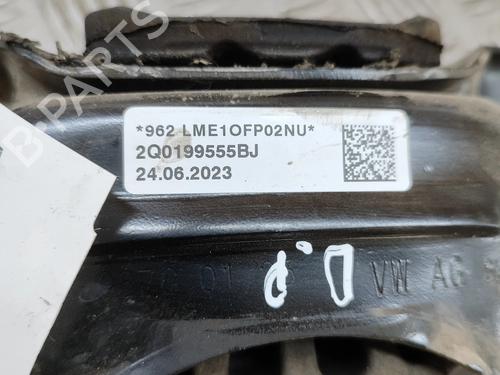 *962 LME1OFP02NU*
2Q0199555BJ
24.06.2023
D.P
VW AG
B-PARTS